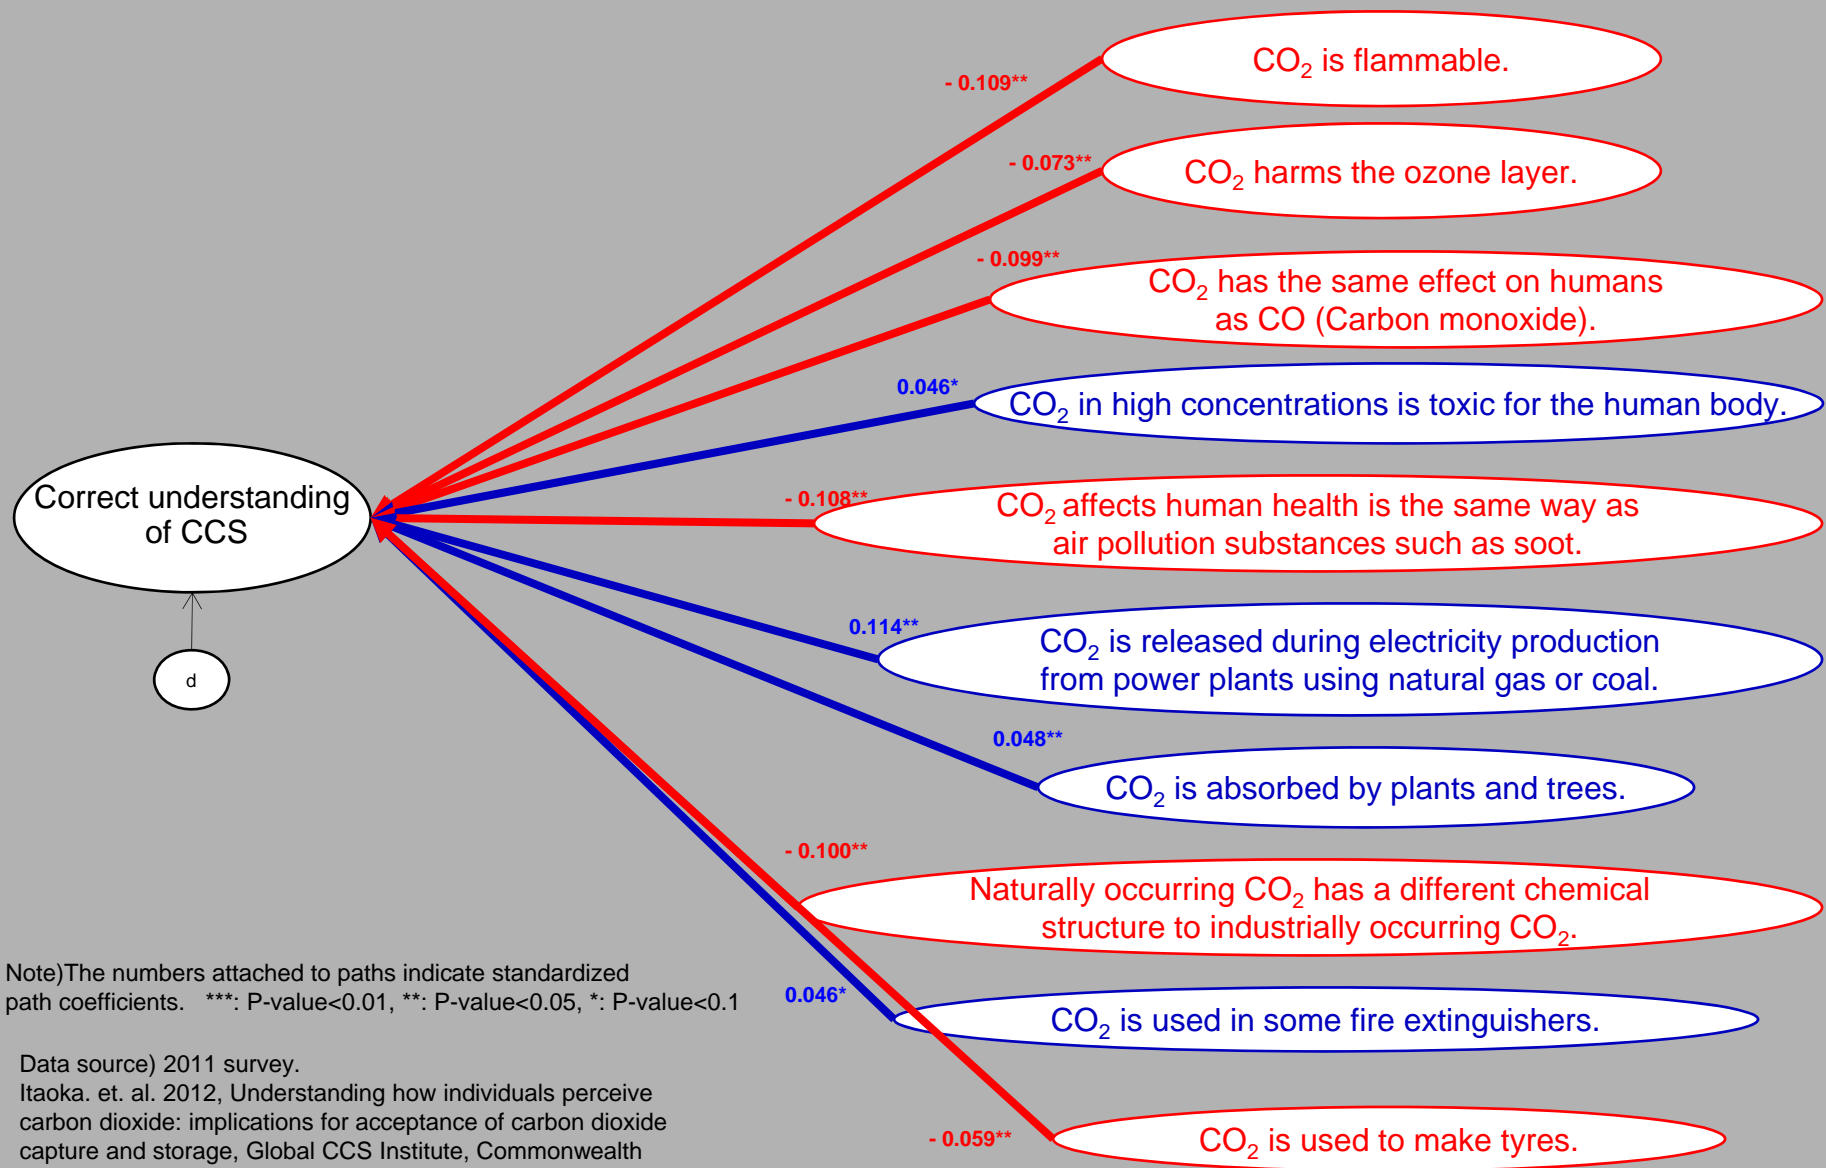 CO₂ is flammable.
- 0.109**
- 0.073**
CO₂ harms the ozone layer.
- 0.099**
CO₂ has the same effect on humans
as CO (Carbon monoxide).
0.046*
CO₂ in high concentrations is toxic for the human body.
Correct understanding
of CCS
- 0.108**
CO₂ affects human health is the same way as
air pollution substances such as soot.
0.114**
CO₂ is released during electricity production
from power plants using natural gas or coal.
d
0.048**
CO₂ is absorbed by plants and trees.
- 0.100**
Naturally occurring CO₂ has a different chemical
structure to industrially occurring CO₂.
Note)The numbers attached to paths indicate standardized
path coefficients. ***: P-value<0.01, **: P-value<0.05, *: P-value<0.1
0.046*
CO₂ is used in some fire extinguishers.
Data source) 2011 survey.
Itaoka. et. al. 2012, Understanding how individuals perceive
carbon dioxide: implications for acceptance of carbon dioxide
capture and storage, Global CCS Institute, Commonwealth
- 0.059**
CO₂ is used to make tyres.